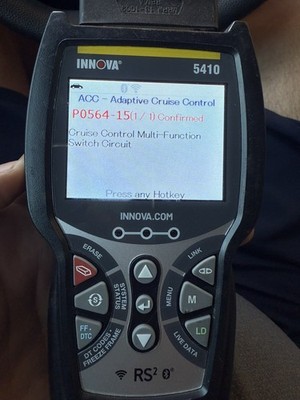 INNOVA®
5410
ACC - Adaptive Cruise Control
P0564-15(1/1) Confirmed
Cruise Control Multi-Function
Switch Circuit
Press any Hotkey
INNOVA.COM
ERASE
LINK
SYSTEM STATUS
MENU
M
S
FF-
DTC
LD
DTC CODES •
FREEZE FRAME
LIVE DATA
RS²